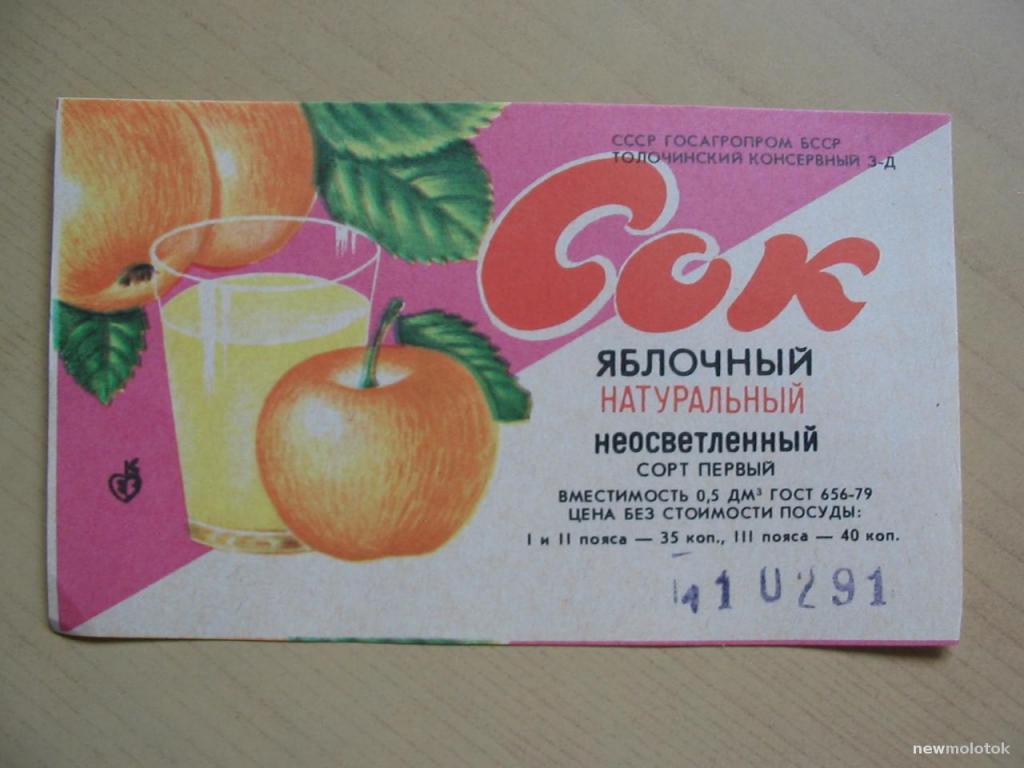 СССР ГОСАГРОПРОМ БССР
ТОЛОЧИНСКИЙ КОНСЕРВНЫЙ З-Д
Сок
ЯБЛОЧНЫЙ
НАТУРАЛЬНЫЙ
неосветленный
СОРТ ПЕРВЫЙ
ВМЕСТИМОСТЬ 0,5 ДМ³ ГОСТ 656-79
ЦЕНА БЕЗ СТОИМОСТИ ПОСУДЫ:
I и II пояса — 35 коп., III пояса — 40 коп.
newmolotok